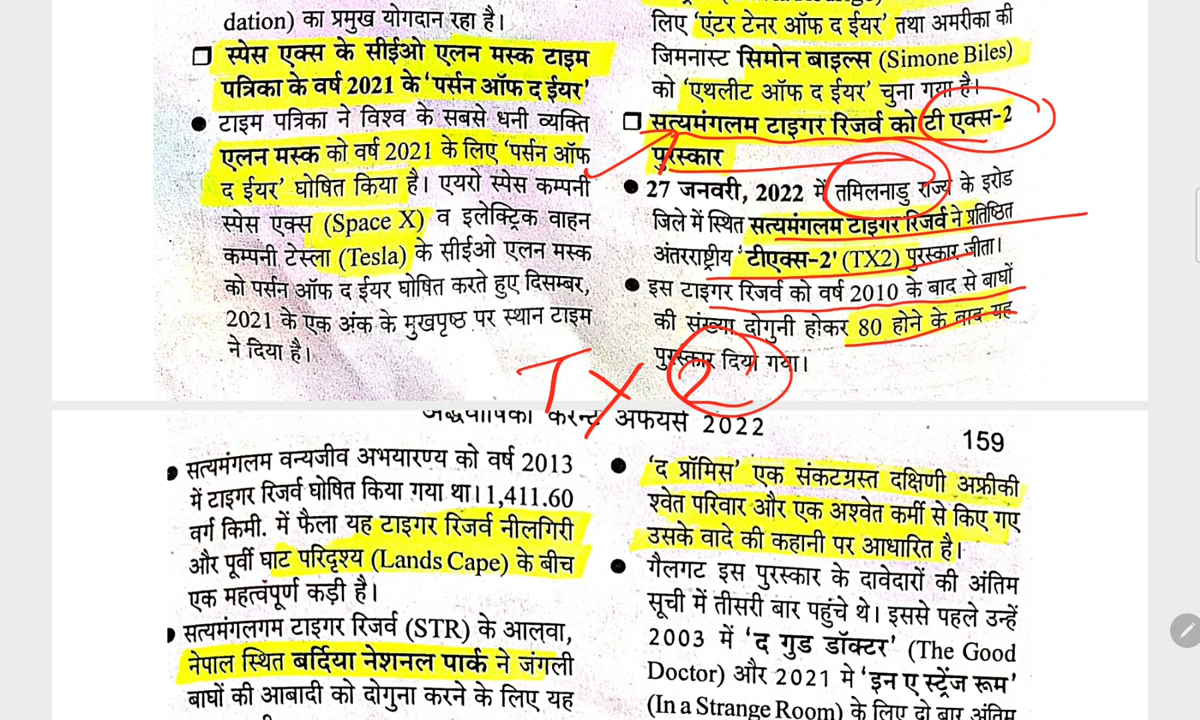 dation) का प्रमुख योगदान रहा है।
स्पेस एक्स के सीईओ एलन मस्क टाइम
पत्रिका के वर्ष 2021 के 'पर्सन ऑफ द ईयर'
टाइम पत्रिका ने विश्व के सबसे धनी व्यक्ति
एलन मस्क को वर्ष 2021 के लिए 'पर्सन ऑफ
द ईयर' घोषित किया है। एयरो स्पेस कम्पनी
स्पेस एक्स (Space X) व इलेक्ट्रिक वाहन
कम्पनी टेस्ला (Tesla) के सीईओ एलन मस्क
को पर्सन ऑफ द ईयर घोषित करते हुए दिसम्बर,
2021 के एक अंक के मुखपृष्ठ पर स्थान टाइम
ने दिया है।
लिए 'एंटर टेनर ऑफ द ईयर' तथा अमरीका की
जिमनास्ट सिमोन बाइल्स (Simone Biles)
को 'एथलीट ऑफ द ईयर' चुना गया है।
सत्यमंगलम टाइगर रिजर्व को टी एक्स-2
पुरस्कार
27 जनवरी, 2022 में तमिलनाडु राज्य के इरोड
जिले में स्थित सत्यमंगलम टाइगर रिजर्व ने प्रतिष्ठित
अंतरराष्ट्रीय 'टीएक्स-2' (TX2) पुरस्कार जीता।
इस टाइगर रिजर्व को वर्ष 2010 के बाद से बाघों
की संख्या दोगुनी होकर 80 होने के बाद यह
पुरस्कार दिया गया।
TX2
अर्द्धवार्षिकी करेन्ट अफेयर्स 2022
159
सत्यमंगलम वन्यजीव अभयारण्य को वर्ष 2013
में टाइगर रिजर्व घोषित किया गया था। 1,411.60
वर्ग किमी. में फैला यह टाइगर रिजर्व नीलगिरी
और पूर्वी घाट परिदृश्य (Lands Cape) के बीच
एक महत्वपूर्ण कड़ी है।
सत्यमंगलगम टाइगर रिजर्व (STR) के आलवा,
नेपाल स्थित बर्दिया नेशनल पार्क ने जंगली
बाघों की आबादी को दोगुना करने के लिए यह
'द प्रॉमिस' एक संकटग्रस्त दक्षिणी अफ्रीकी
श्वेत परिवार और एक अश्वेत कर्मी से किए गए
उसके वादे की कहानी पर आधारित है।
गैलगट इस पुरस्कार के दावेदारों की अंतिम
सूची में तीसरी बार पहुंचे थे। इससे पहले उन्हें
2003 में 'द गुड डॉक्टर' (The Good
Doctor) और 2021 मे 'इन ए स्ट्रेंज रूम'
(In a Strange Room) के लिए दो बार अंतिम